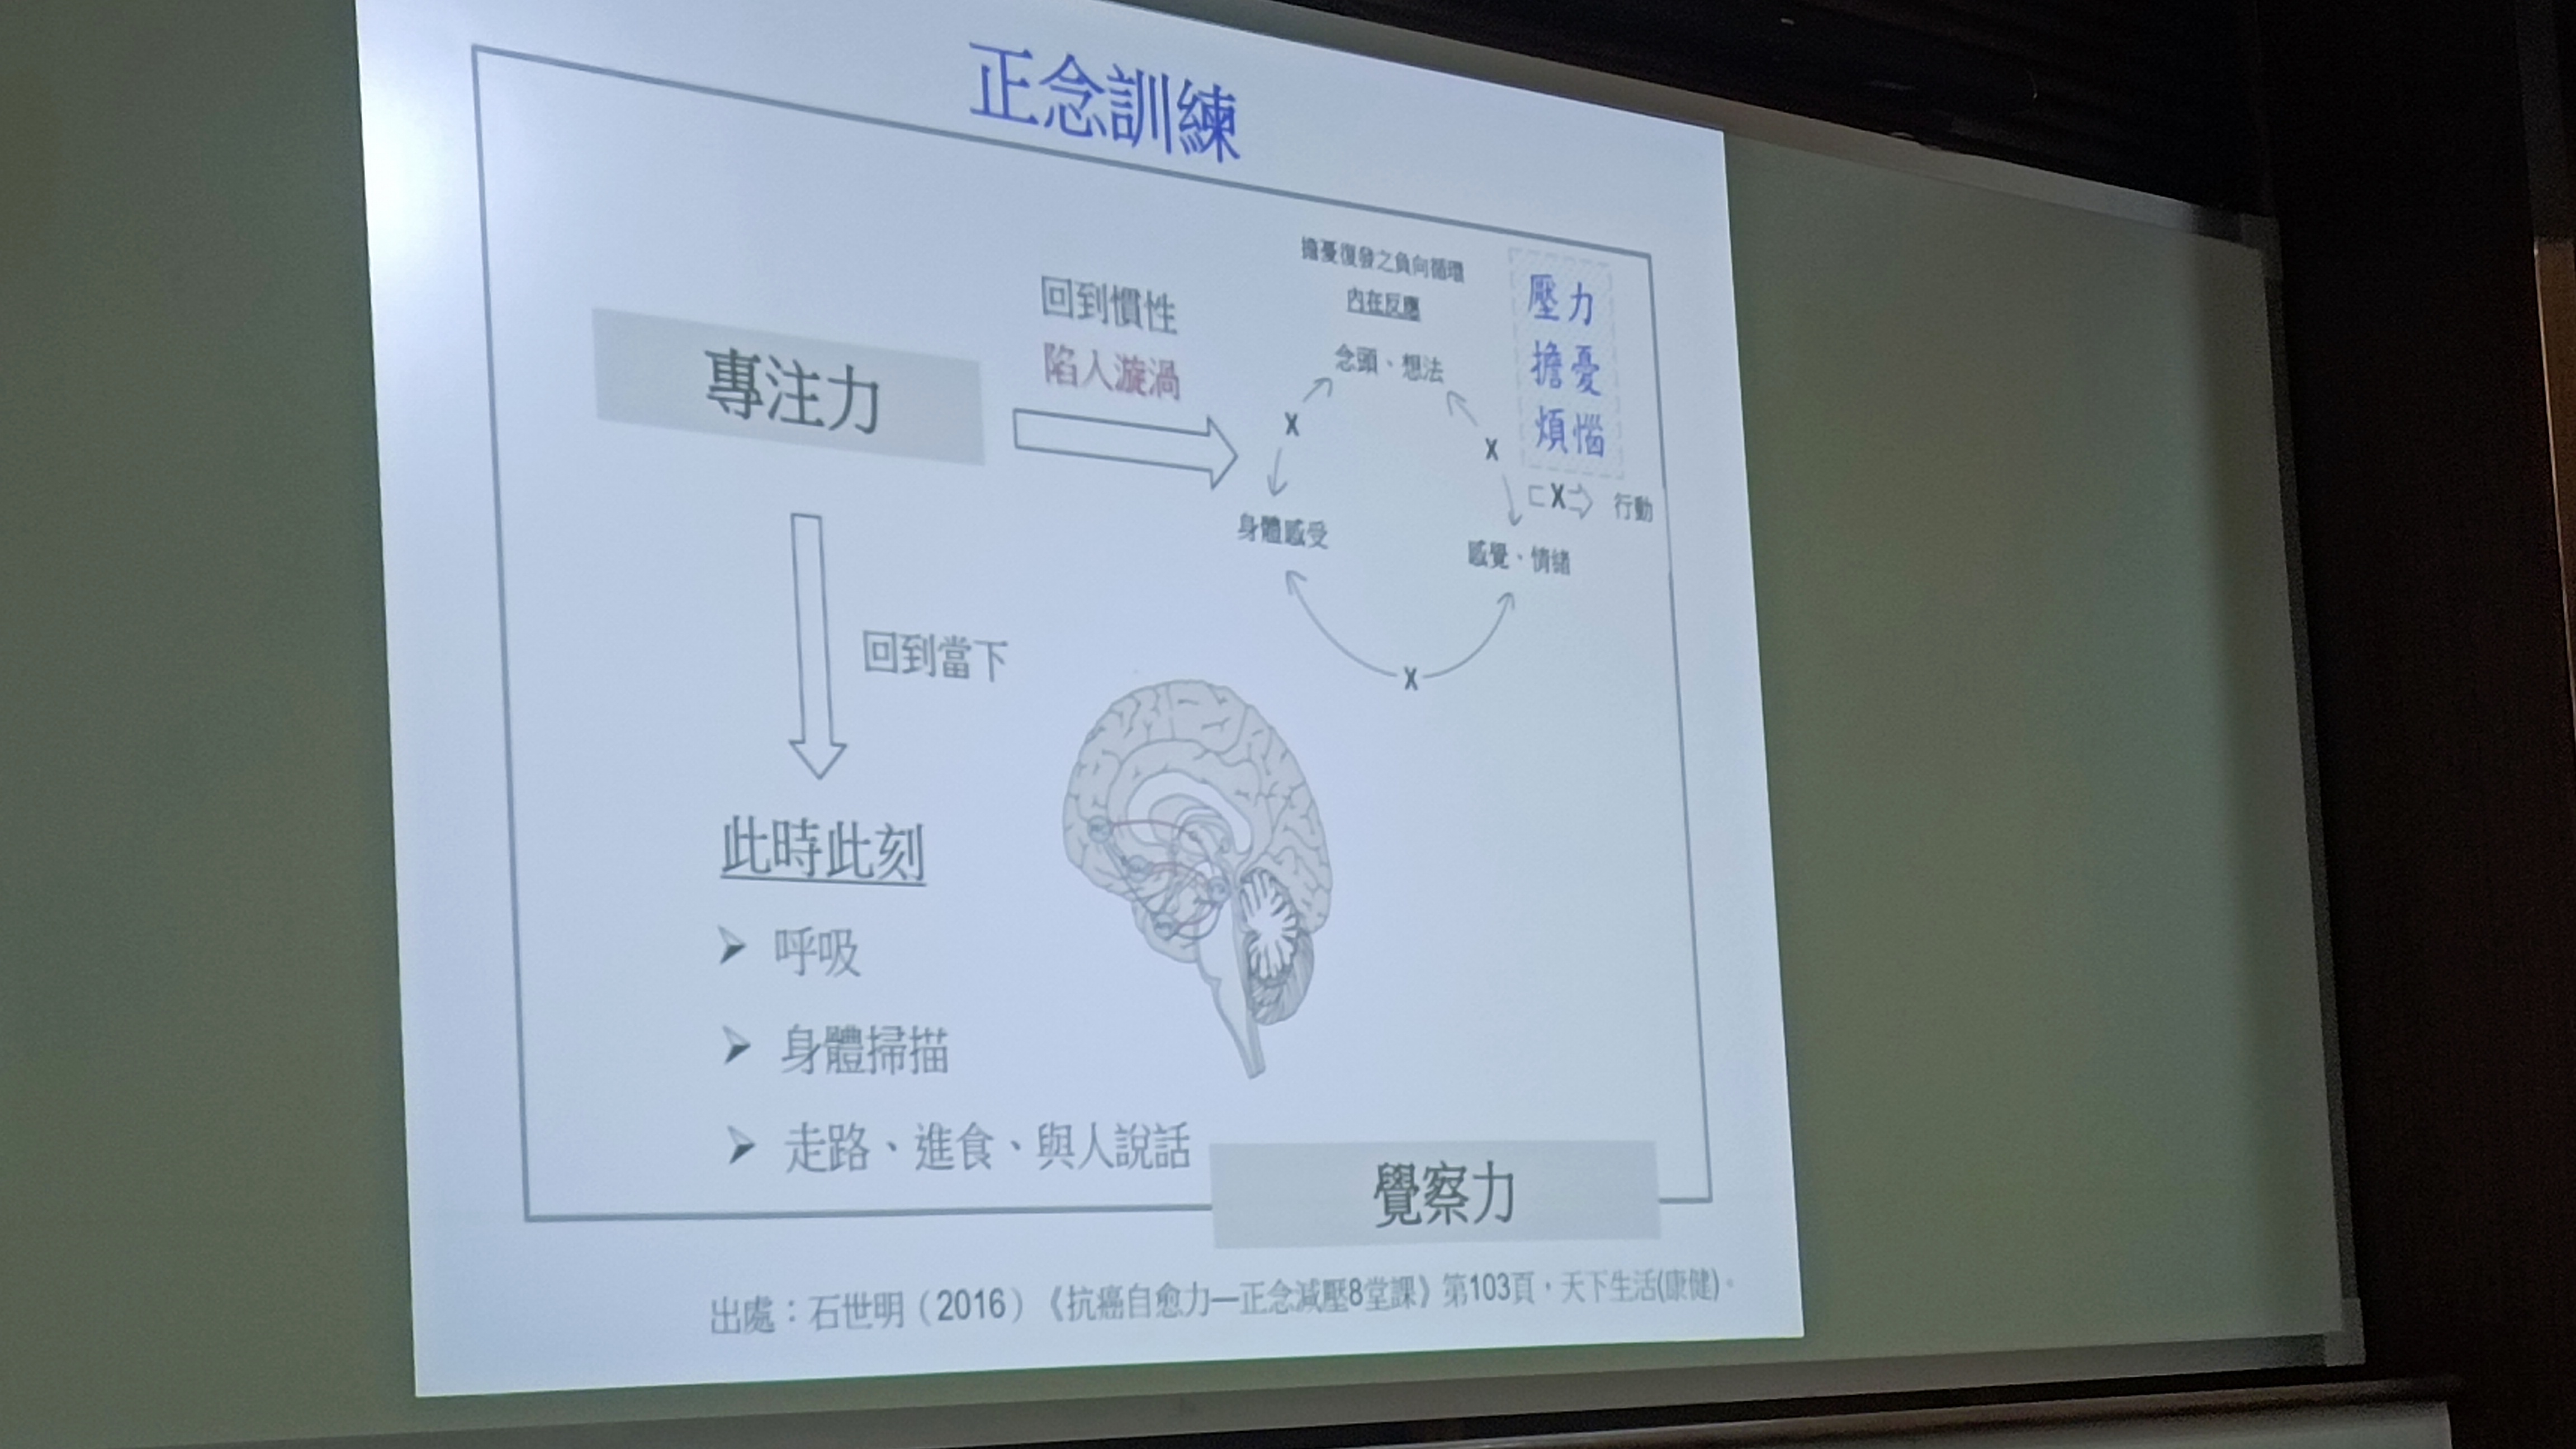 正念訓練
擔憂復發之負向循環
內在反應
壓力
擔憂
煩惱
回到慣性
陷入漩渦
專注力
念頭、想法
X
X
X
行動
身體感受
感覺、情緒
X
回到當下
此時此刻
呼吸
身體掃描
走路、進食、與人說話
覺察力
出處：石世明（2016）《抗癌自愈力—正念減壓8堂課》第103頁，天下生活(康健)。